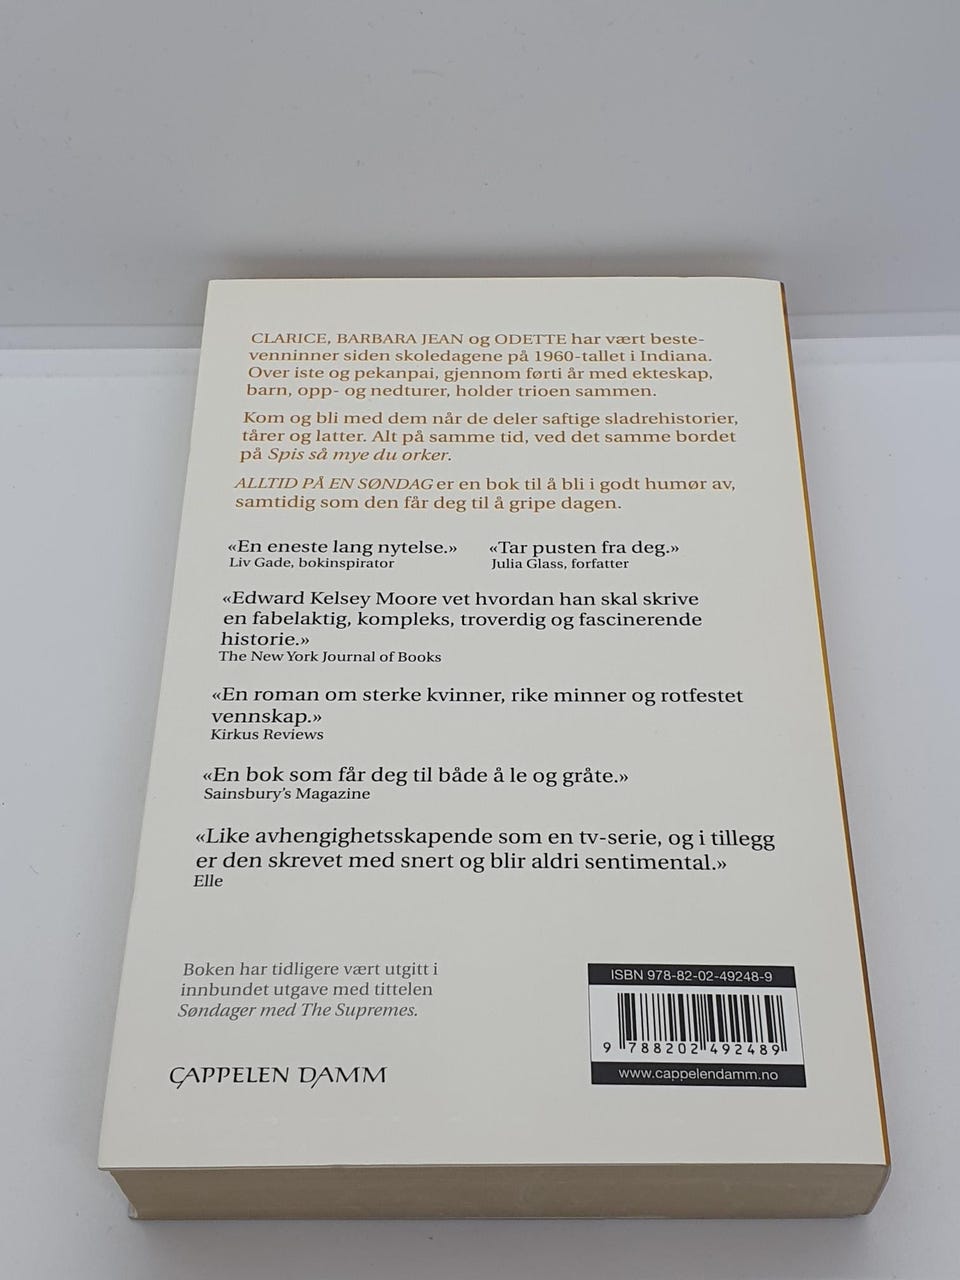 CLARICE, BARBARA JEAN og ODETTE har vært beste-
venninner siden skoledagene på 1960-tallet i Indiana.
Over iste og pekanpai, gjennom førti år med ekteskap,
barn, opp- og nedturer, holder trioen sammen.
Kom og bli med dem når de deler saftige sladrehistorier,
tårer og latter. Alt på samme tid, ved det samme bordet
på Spis så mye du orker.
ALLTID PÅ EN SØNDAG er en bok til å bli i godt humør av,
samtidig som den får deg til å gripe dagen.
«En eneste lang nytelse.»
Liv Gade, bokinspirator
«Tar pusten fra deg.»
Julia Glass, forfatter
«Edward Kelsey Moore vet hvordan han skal skrive
en fabelaktig, kompleks, troverdig og fascinerende
historie.»
The New York Journal of Books
«En roman om sterke kvinner, rike minner og rotfestet
vennskap.»
Kirkus Reviews
«En bok som får deg til både å le og gråte.»
Sainsbury's Magazine
«Like avhengighetsskapende som en tv-serie, og i tillegg
er den skrevet med snert og blir aldri sentimental.»
Elle
Boken har tidligere vært utgitt i
innbundet utgave med tittelen
Søndager med The Supremes.
CAPPELEN DAMM
ISBN 978-82-02-49248-9
9 788202 492489
www.cappelendamm.no